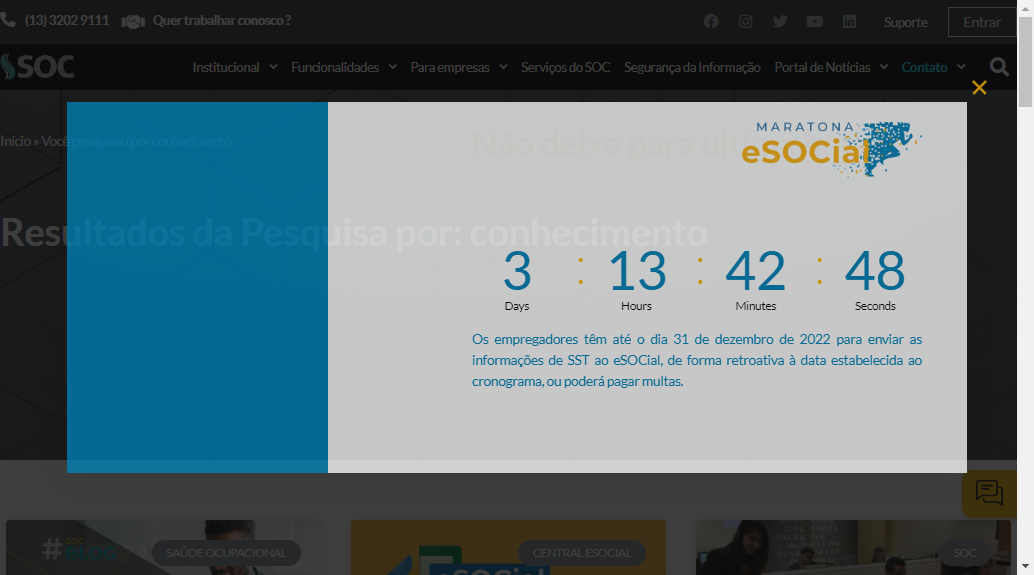 (13) 3202 9111 Quer trabalhar conosco ?
Suporte Entrar
SOC Institucional Funcionalidades Para empresas Serviços do SOC Segurança da Informação Portal de Notícias Contato
Início » Você pesquisou por conhecimento
Não deixe para últi
MARATONA
eSOCial
Resultados da Pesquisa por: conhecimento
3 : 13 : 42 : 48
Days Hours Minutes Seconds
Os empregadores têm até o dia 31 de dezembro de 2022 para enviar as
informações de SST ao eSOCial, de forma retroativa à data estabelecida ao
cronograma, ou poderá pagar multas.
#SOC BLOG SAÚDE OCUPACIONAL CENTRAL ESOCIAL SOC
eSOCial